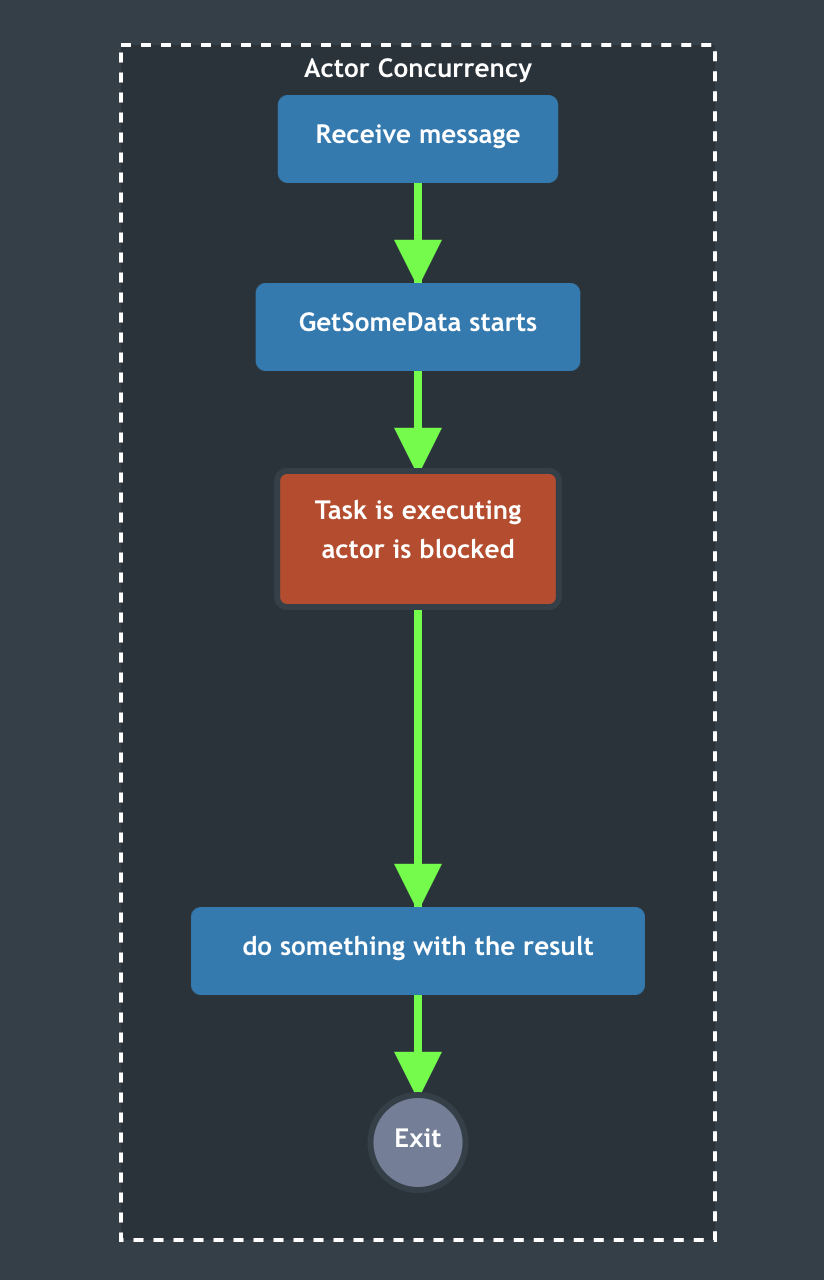 Actor Concurrency
Receive message
GetSomeData starts
Task is executing
actor is blocked
do something with the result
Exit